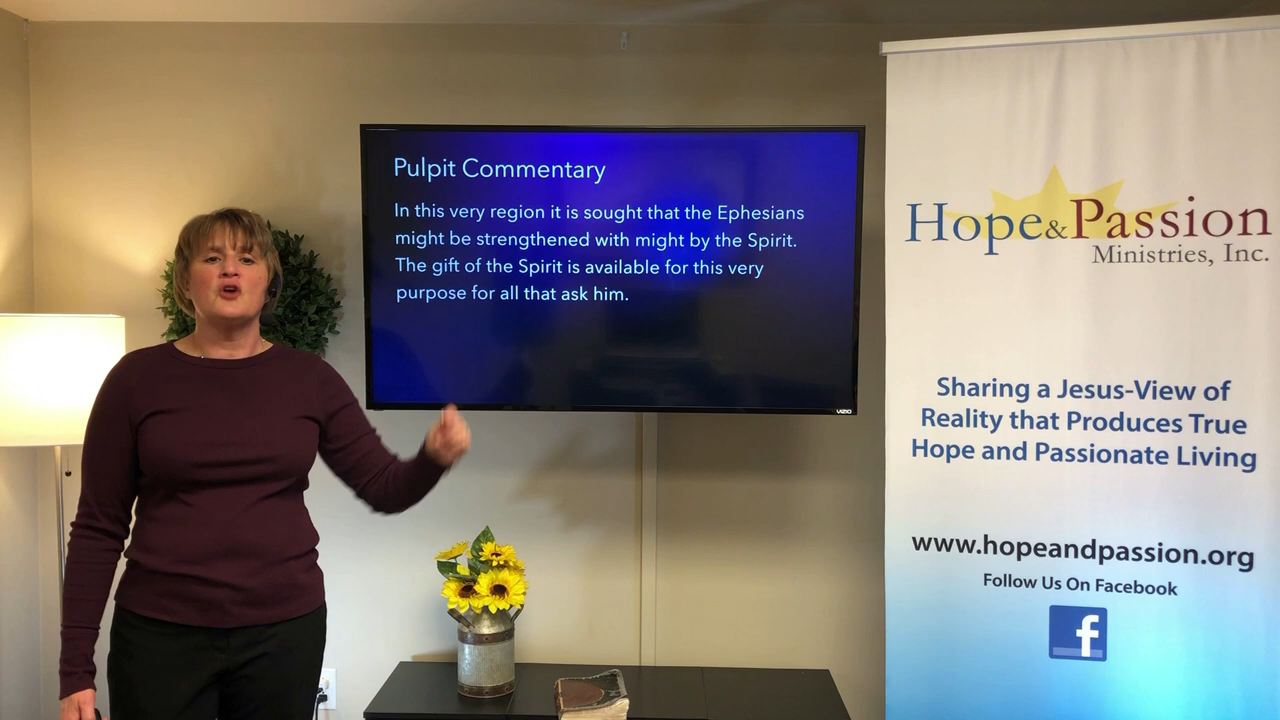 Pulpit Commentary
In this very region it is sought that the Ephesians
might be strengthened with might by the Spirit.
The gift of the Spirit is available for this very
purpose for all that ask him.
VIZIO
Hope&Passion
Ministries, Inc.
Sharing a Jesus-View of
Reality that Produces True
Hope and Passionate Living
www.hopeandpassion.org
Follow Us On Facebook
f